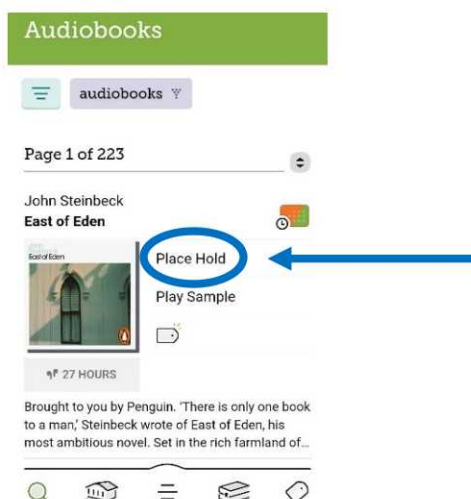 Audiobooks
audiobooks
Page 1 of 223
John Steinbeck
East of Eden
East of Eden
Place Hold
Play Sample
27 HOURS
Brought to you by Penguin. 'There is only one book
to a man,' Steinbeck wrote of East of Eden, his
most ambitious novel. Set in the rich farmland of...